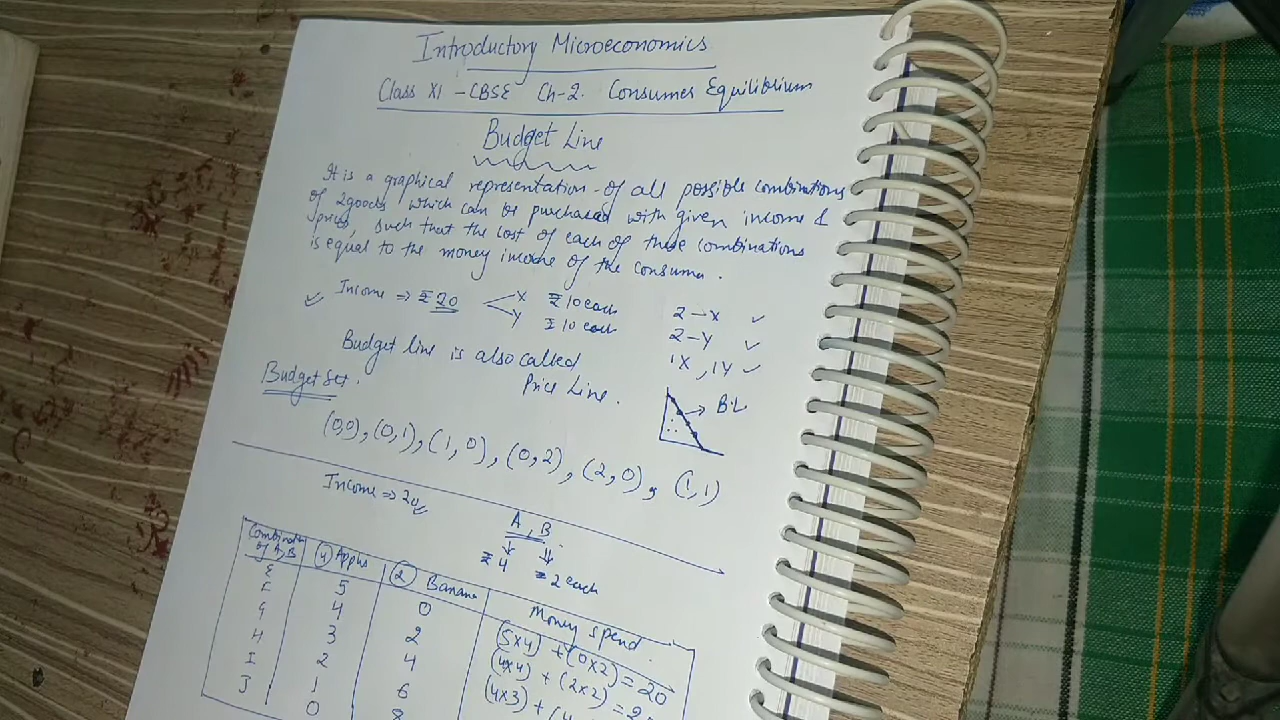 Introductory Microeconomics
Class XI - CBSE Ch-2. Consumer Equilibrium
Budget Line
It is a graphical representation of all possible combinations
of 2goods which can be purchased with given income &
prices, such that the cost of each of these combinations
is equal to the money income of the consumer.
Income ⇒ ₹ 20
X ₹ 10 each
Y ₹ 10 each
2 - X ✓
2 - Y ✓
1X, 1Y ✓
Budget line is also called
Price Line.
B.L
Budget Set.
(0,0), (0,1), (1,0), (0,2), (2,0), (1,1)
Income ⇒ 20
A, B
₹ 4 ₹ 2 each
of A, B (4) Apples (2) Banana Money spend.
E 5 0 (5x4) + (0x2) = 20
4 2 (4x4) + (2x2)
G 3 4 (4x3) + (4
H 2 6
I 1 8
J 0